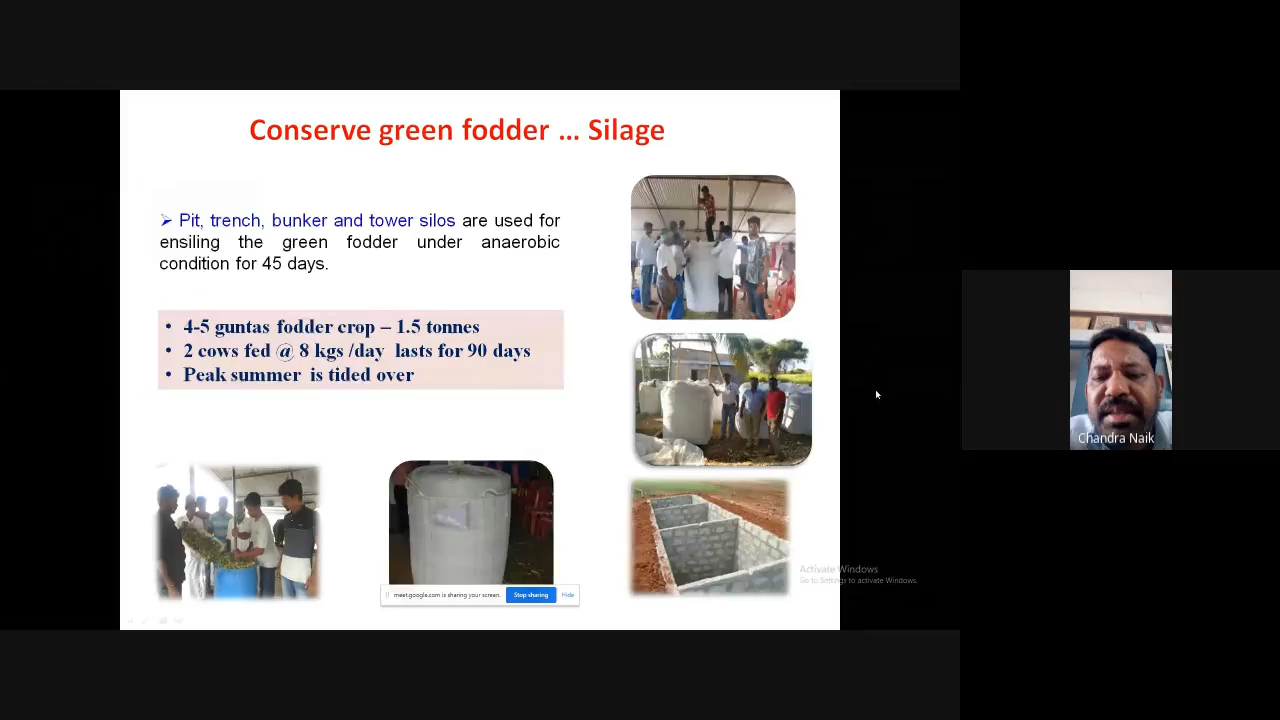 Conserve green fodder ... Silage
➢ Pit, trench, bunker and tower silos are used for
ensiling the green fodder under anaerobic
condition for 45 days.
• 4-5 guntas fodder crop – 1.5 tonnes
• 2 cows fed @ 8 kgs /day lasts for 90 days
• Peak summer is tided over
meet.google.com is sharing your screen.
Stop sharing
Hide
Activate Windows
Go to Settings to activate Windows.
Chandra Naik